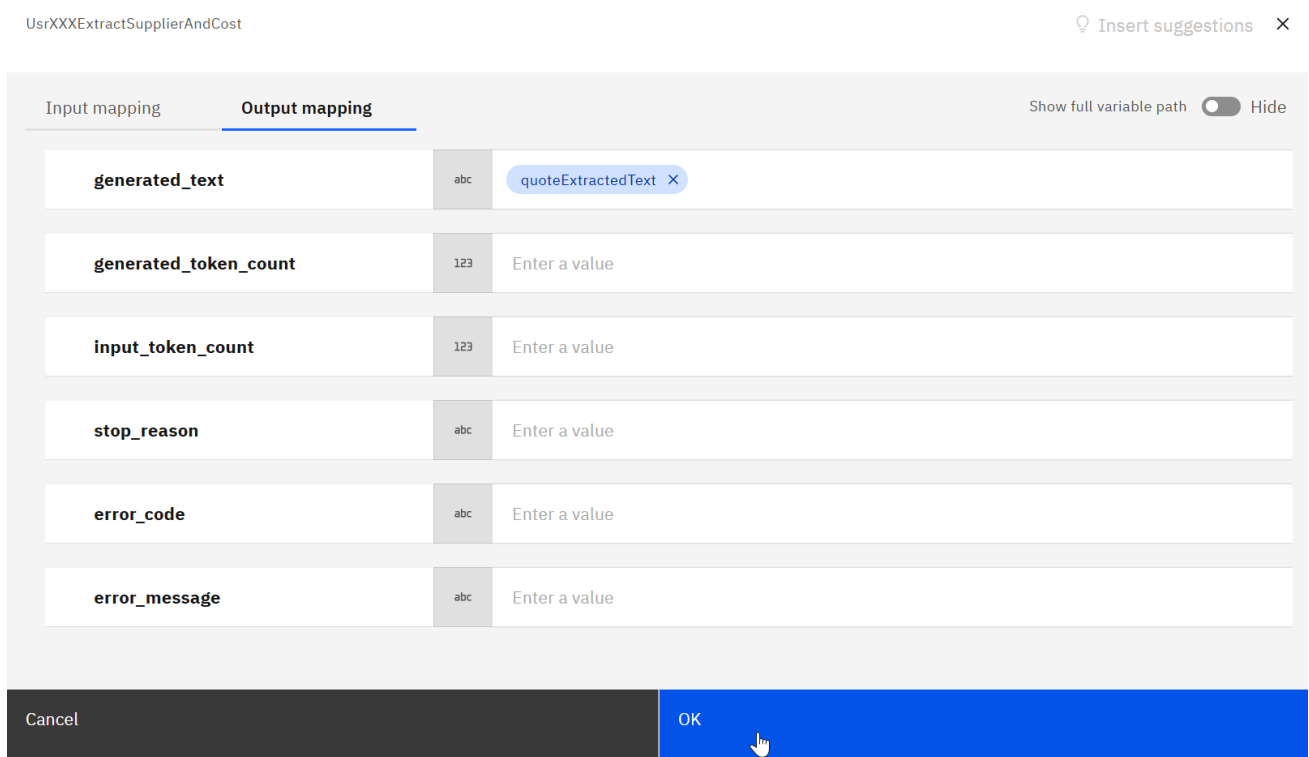 UsrXXXExtractSupplierAndCost
Insert suggestions
Input mapping
Output mapping
Show full variable path
Hide
generated_text abc quoteExtractedText
generated_token_count 123 Enter a value
input_token_count 123 Enter a value
stop_reason abc Enter a value
error_code abc Enter a value
error_message abc Enter a value
Cancel
OK